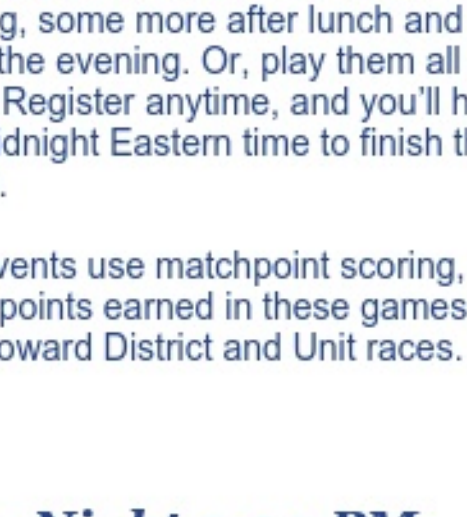 g, some more after lunch and
the evening. Or, play them all
Register anytime, and you'll h
idnight Eastern time to finish t
.
vents use matchpoint scoring,
points earned in these games
oward District and Unit races.